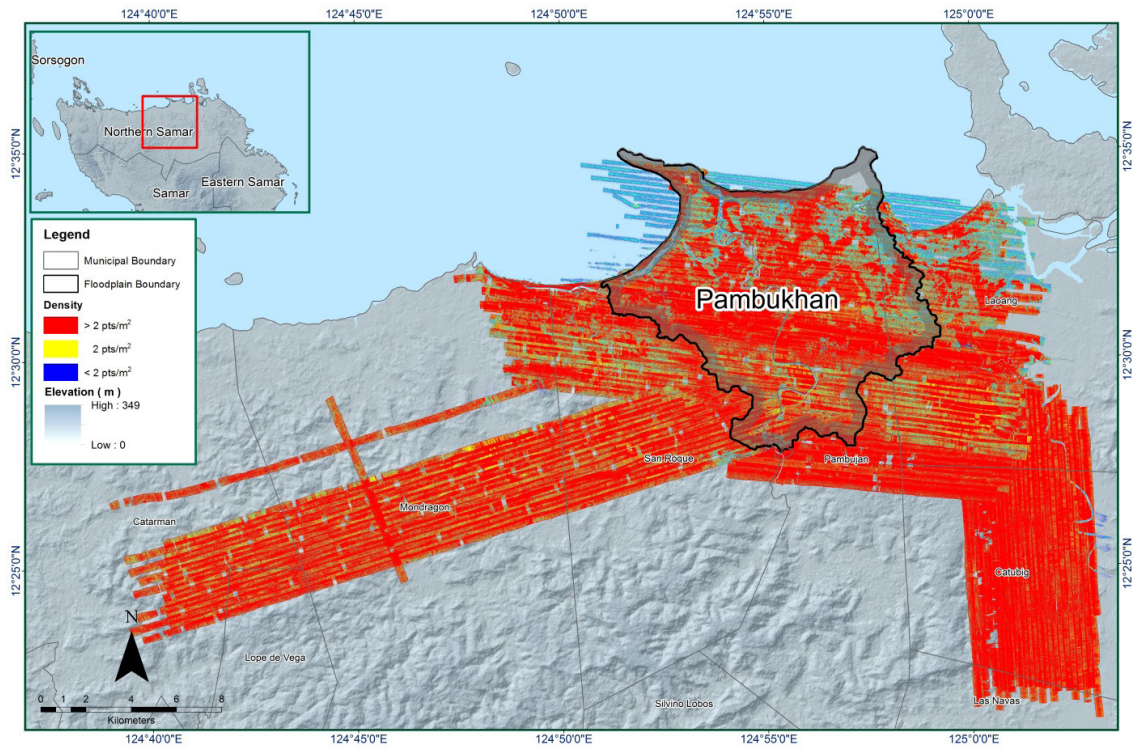 124°40'0"E 124°45'0"E 124°50'0"E 124°55'0"E 125°0'0"E
Sorsogon
Northern Samar
Samar
Eastern Samar
12°35'0"N 12°35'0"N
Legend
Municipal Boundary
Floodplain Boundary
Density
> 2 pts/m²
2 pts/m²
< 2 pts/m²
Elevation ( m )
High : 349
Low : 0
Pambukhan
Laoang
12°30'0"N 12°30'0"N
San Roque
Pambujan
Mondragon
Catarman
12°25'0"N 12°25'0"N
Catubig
N
Lope de Vega
Silvino Lobos
Las Navas
0 1 2 4 6 8
Kilometers
124°40'0"E 124°45'0"E 124°50'0"E 124°55'0"E 125°0'0"E